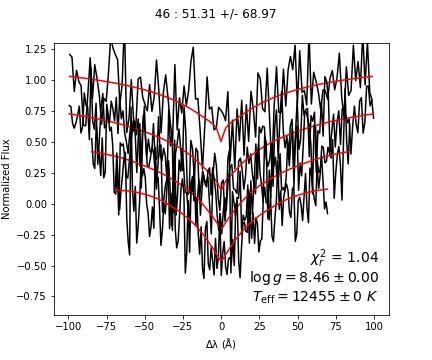 46 : 51.31 +/- 68.97
Normalized Flux
1.25
1.00
0.75
0.50
0.25
0.00
−0.25
−0.50
−0.75
χ²ᵣ = 1.04
log g = 8.46 ± 0.00
T_eff = 12455 ± 0 K
−100 −75 −50 −25 0 25 50 75 100
Δλ (Å)